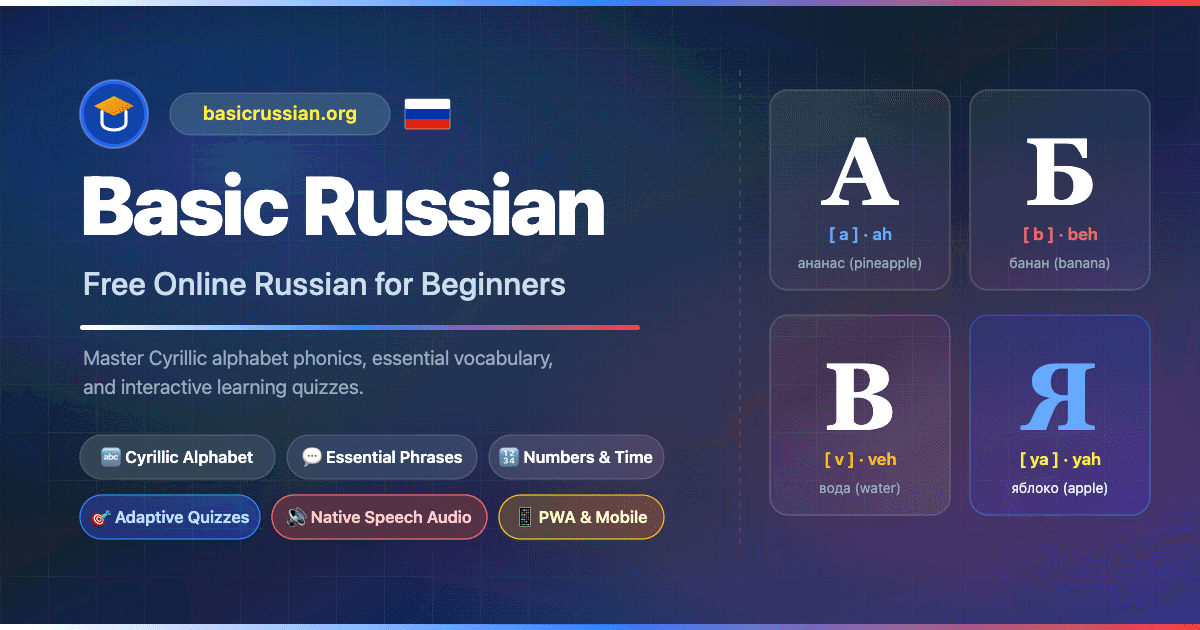 basicrussian.org
Basic Russian
Free Online Russian for Beginners
Master Cyrillic alphabet phonics, essential vocabulary,
and interactive learning quizzes.
abc Cyrillic Alphabet
💬 Essential Phrases
1234 Numbers & Time
🎯 Adaptive Quizzes
🔊 Native Speech Audio
📱 PWA & Mobile
А
[ a ] · ah
ананас (pineapple)
Б
[ b ] · beh
банан (banana)
В
[ v ] · veh
вода (water)
Я
[ ya ] · yah
яблоко (apple)